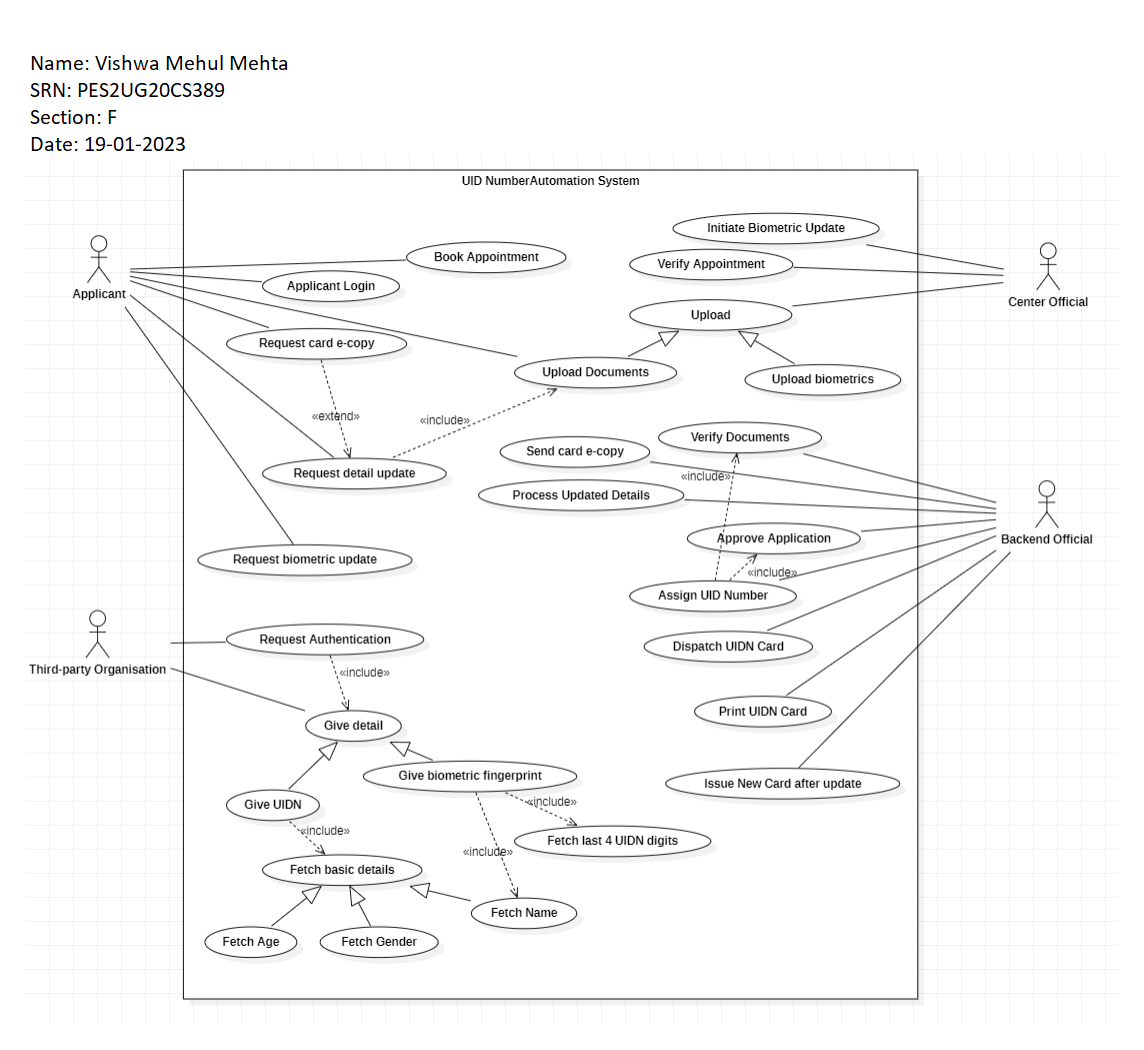 Name: Vishwa Mehul Mehta
SRN: PES2UG20CS389
Section: F
Date: 19-01-2023
UID NumberAutomation System
Initiate Biometric Update
Book Appointment
Verify Appointment
Applicant Login
Applicant
Center Official
Upload
Request card e-copy
Upload Documents
Upload biometrics
«extend»
«include»
Verify Documents
Send card e-copy
Request detail update
«include»
Process Updated Details
Approve Application
Backend Official
Request biometric update
«include»
Assign UID Number
Request Authentication
Dispatch UIDN Card
Third-party Organisation
«include»
Print UIDN Card
Give detail
Give biometric fingerprint
Issue New Card after update
Give UIDN
«include»
«include»
Fetch last 4 UIDN digits
«include»
Fetch basic details
Fetch Name
Fetch Age
Fetch Gender